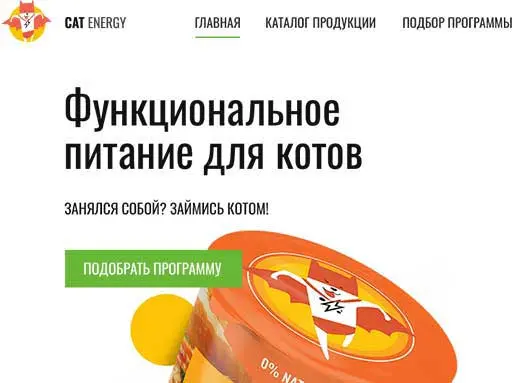 CAT ENERGY
ГЛАВНАЯ
КАТАЛОГ ПРОДУКЦИИ
ПОДБОР ПРОГРАММЫ
Функциональное
питание для котов
ЗАНЯЛСЯ СОБОЙ? ЗАЙМИСЬ КОТОМ!
ПОДОБРАТЬ ПРОГРАММУ
0% NAT